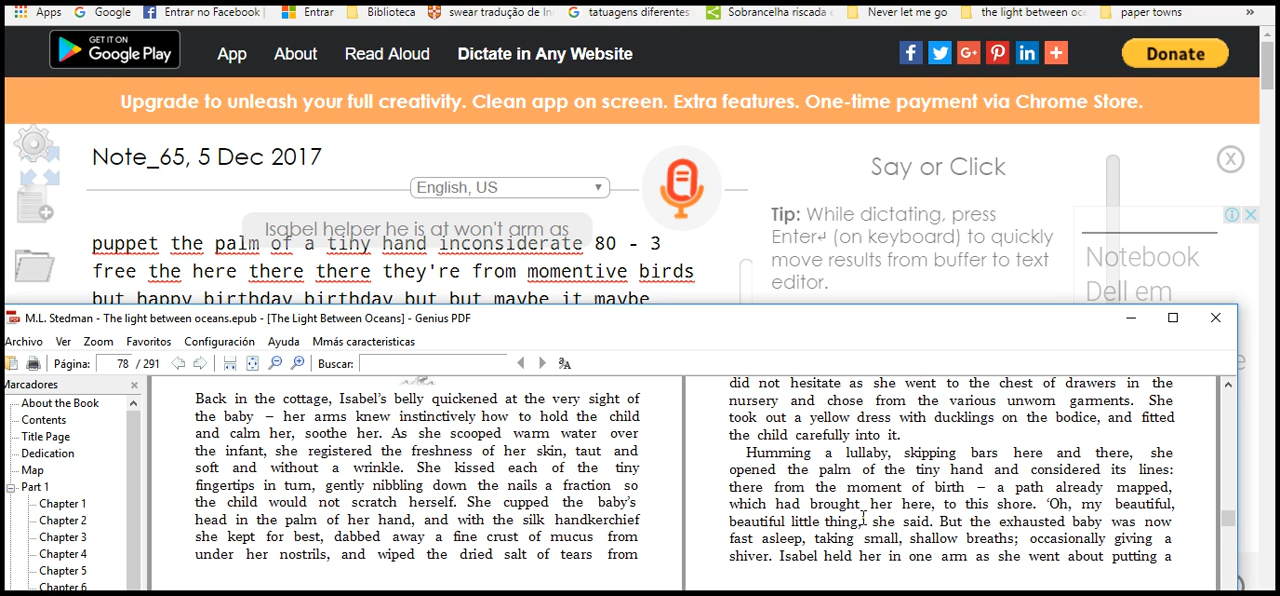 Apps G Google Entrar no Facebook | Entrar Biblioteca swear tradução de In tatuagens diferentes Sobrancelha riscada Never let me go the light between oc paper towns »
GET IT ON
Google Play
App About Read Aloud Dictate in Any Website
Donate
Upgrade to unleash your full creativity. Clean app on screen. Extra features. One-time payment via Chrome Store.
Note_65, 5 Dec 2017
English, US
Isabel helper he is at won't arm as
puppet the palm of a tiny hand inconsiderate 80 - 3
free the here there there they're from momentive birds
but happy birthday birthday but but maybe it maybe
Say or Click
Tip: While dictating, press
Enter↵ (on keyboard) to quickly
move results from buffer to text
editor.
Notebook
Dell em
M.L. Stedman - The light between oceans.epub - [The Light Between Oceans] - Genius PDF
Archivo Ver Zoom Favoritos Configuración Ayuda Mmás caracteristicas
Página: 78 / 291 Buscar:
Marcadores
About the Book
Contents
Title Page
Dedication
Map
Part 1
Chapter 1
Chapter 2
Chapter 3
Chapter 4
Chapter 5
Chapter 6
Back in the cottage, Isabel's belly quickened at the very sight of
the baby – her arms knew instinctively how to hold the child
and calm her, soothe her. As she scooped warm water over
the infant, she registered the freshness of her skin, taut and
soft and without a wrinkle. She kissed each of the tiny
fingertips in turn, gently nibbling down the nails a fraction so
the child would not scratch herself. She cupped the baby's
head in the palm of her hand, and with the silk handkerchief
she kept for best, dabbed away a fine crust of mucus from
under her nostrils, and wiped the dried salt of tears from
did not hesitate as she went to the chest of drawers in the
nursery and chose from the various unworn garments. She
took out a yellow dress with ducklings on the bodice, and fitted
the child carefully into it.
Humming a lullaby, skipping bars here and there, she
opened the palm of the tiny hand and considered its lines:
there from the moment of birth – a path already mapped,
which had brought her here, to this shore. 'Oh, my beautiful,
beautiful little thing,' she said. But the exhausted baby was now
fast asleep, taking small, shallow breaths; occasionally giving a
shiver. Isabel held her in one arm as she went about putting a